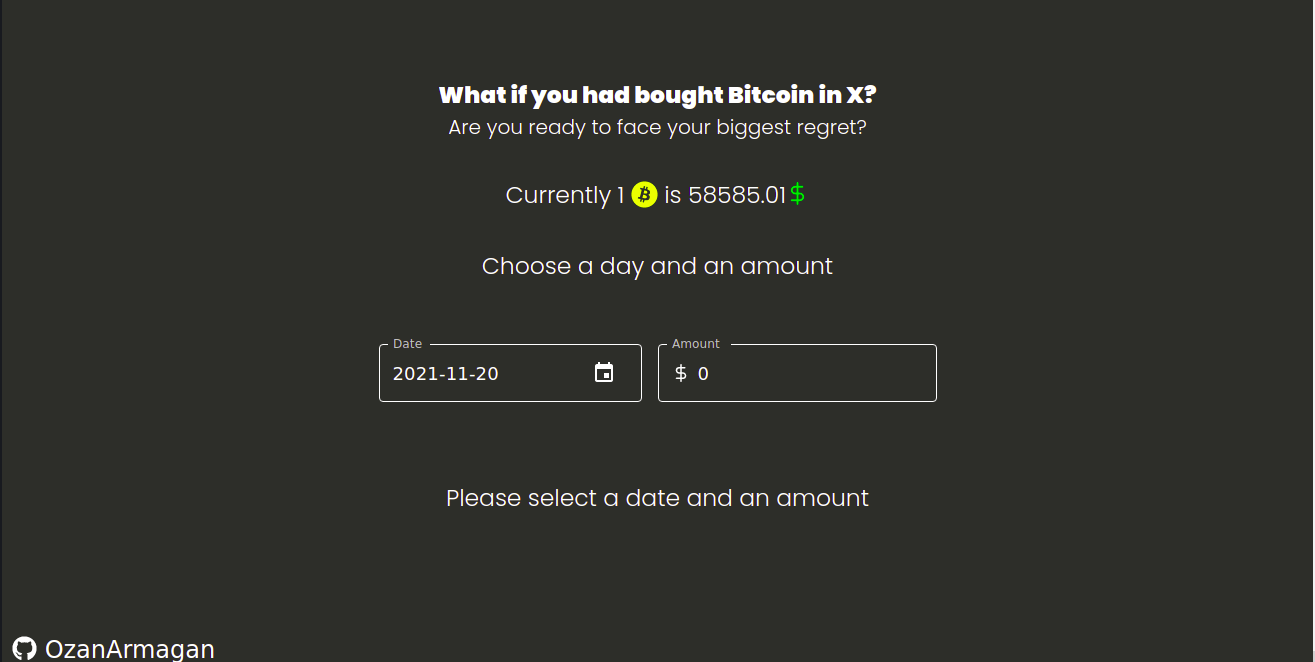 What if you had bought Bitcoin in X?
Are you ready to face your biggest regret?
Currently 1 ₿ is 58585.01$
Choose a day and an amount
Date
2021-11-20
Amount
$ 0
Please select a date and an amount
OzanArmagan